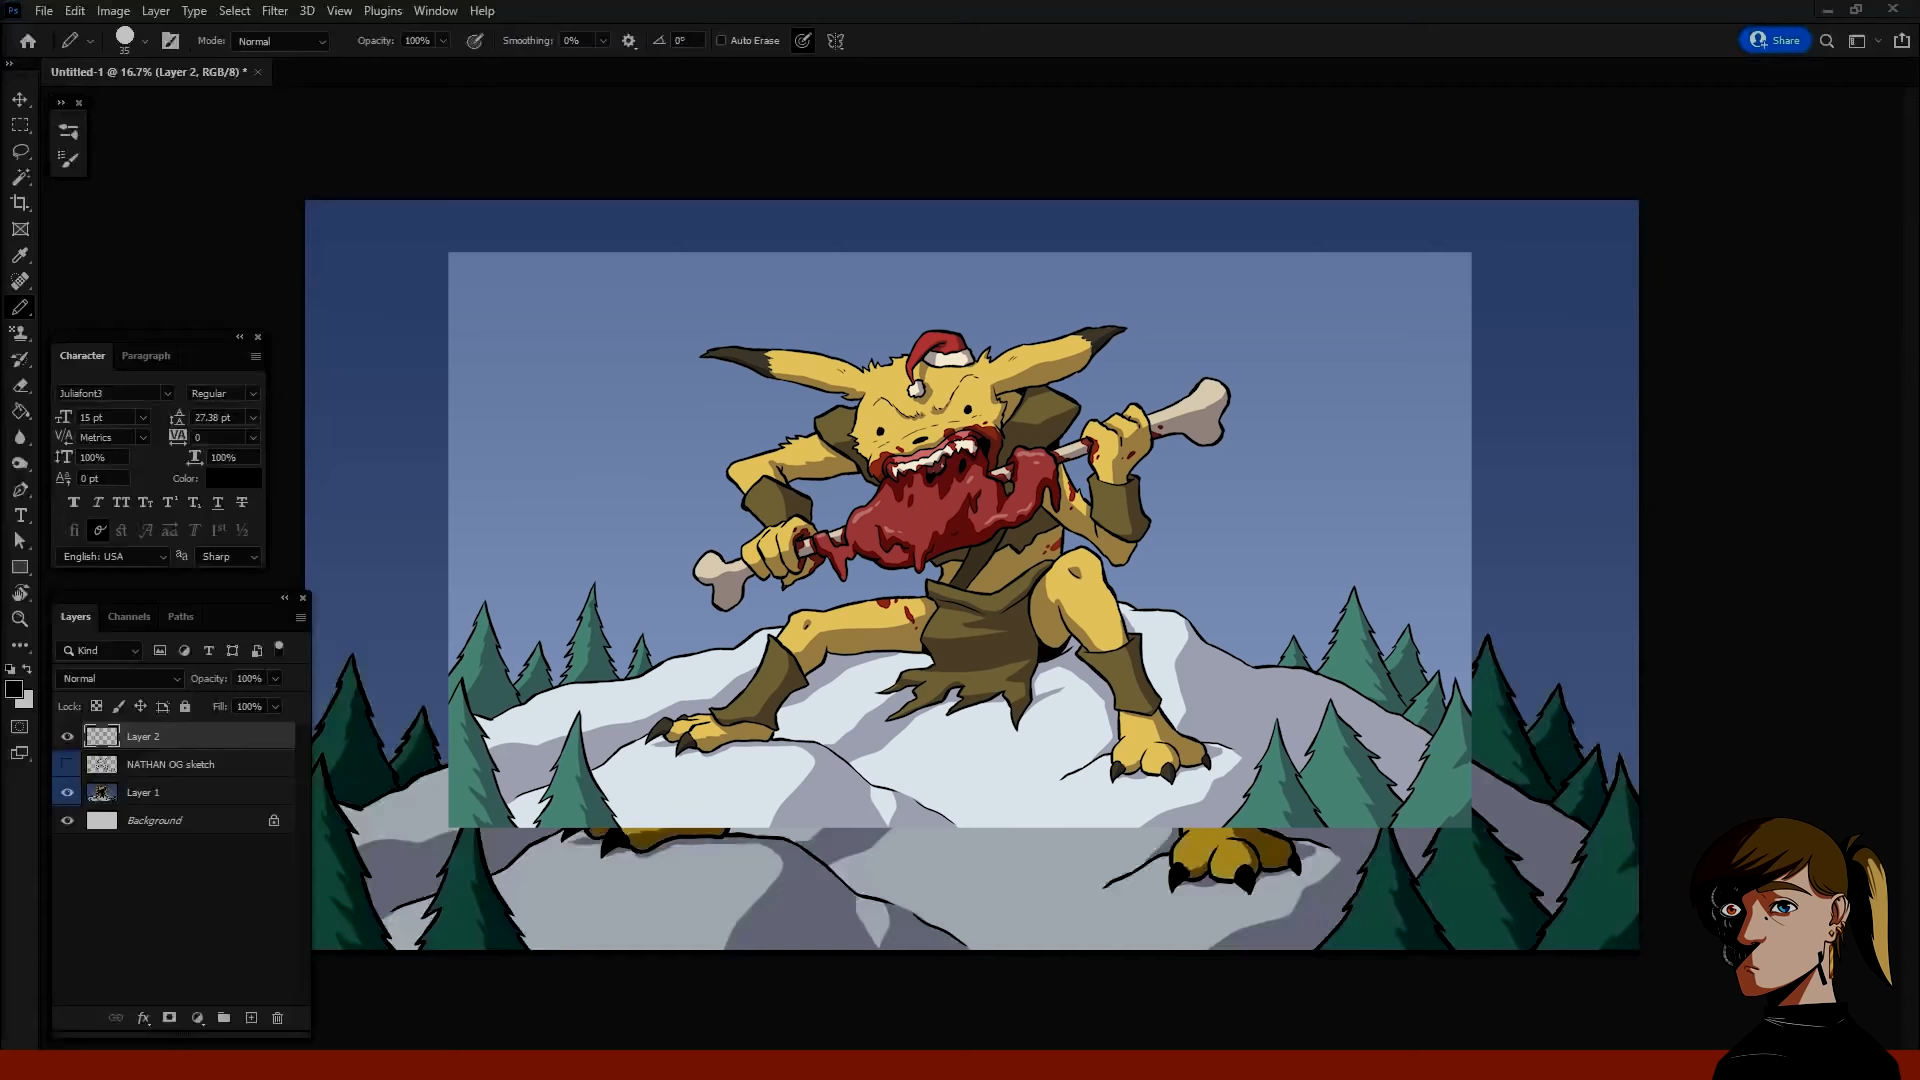 Ps File Edit Image Layer Type Select Filter 3D View Plugins Window Help
35 Mode: Normal Opacity: 100% Smoothing: 0% 0° Auto Erase Share
Untitled-1 @ 16.7% (Layer 2, RGB/8) *
Character Paragraph
Juliafont3 Regular
15 pt 27.38 pt
Metrics 0
100% 100%
0 pt Color:
English: USA Sharp
Layers Channels Paths
Kind
Normal Opacity: 100%
Lock: Fill: 100%
Layer 2
NATHAN OG sketch
Layer 1
Background